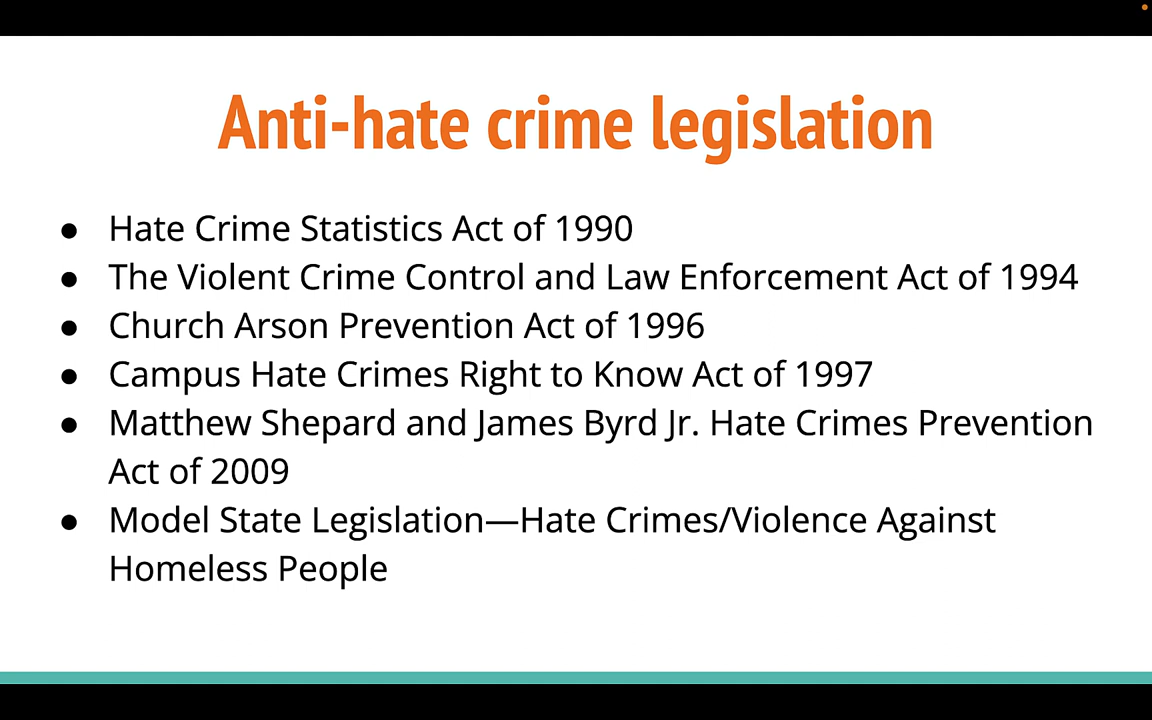 Anti-hate crime legislation
● Hate Crime Statistics Act of 1990
● The Violent Crime Control and Law Enforcement Act of 1994
● Church Arson Prevention Act of 1996
● Campus Hate Crimes Right to Know Act of 1997
● Matthew Shepard and James Byrd Jr. Hate Crimes Prevention
Act of 2009
● Model State Legislation—Hate Crimes/Violence Against
Homeless People